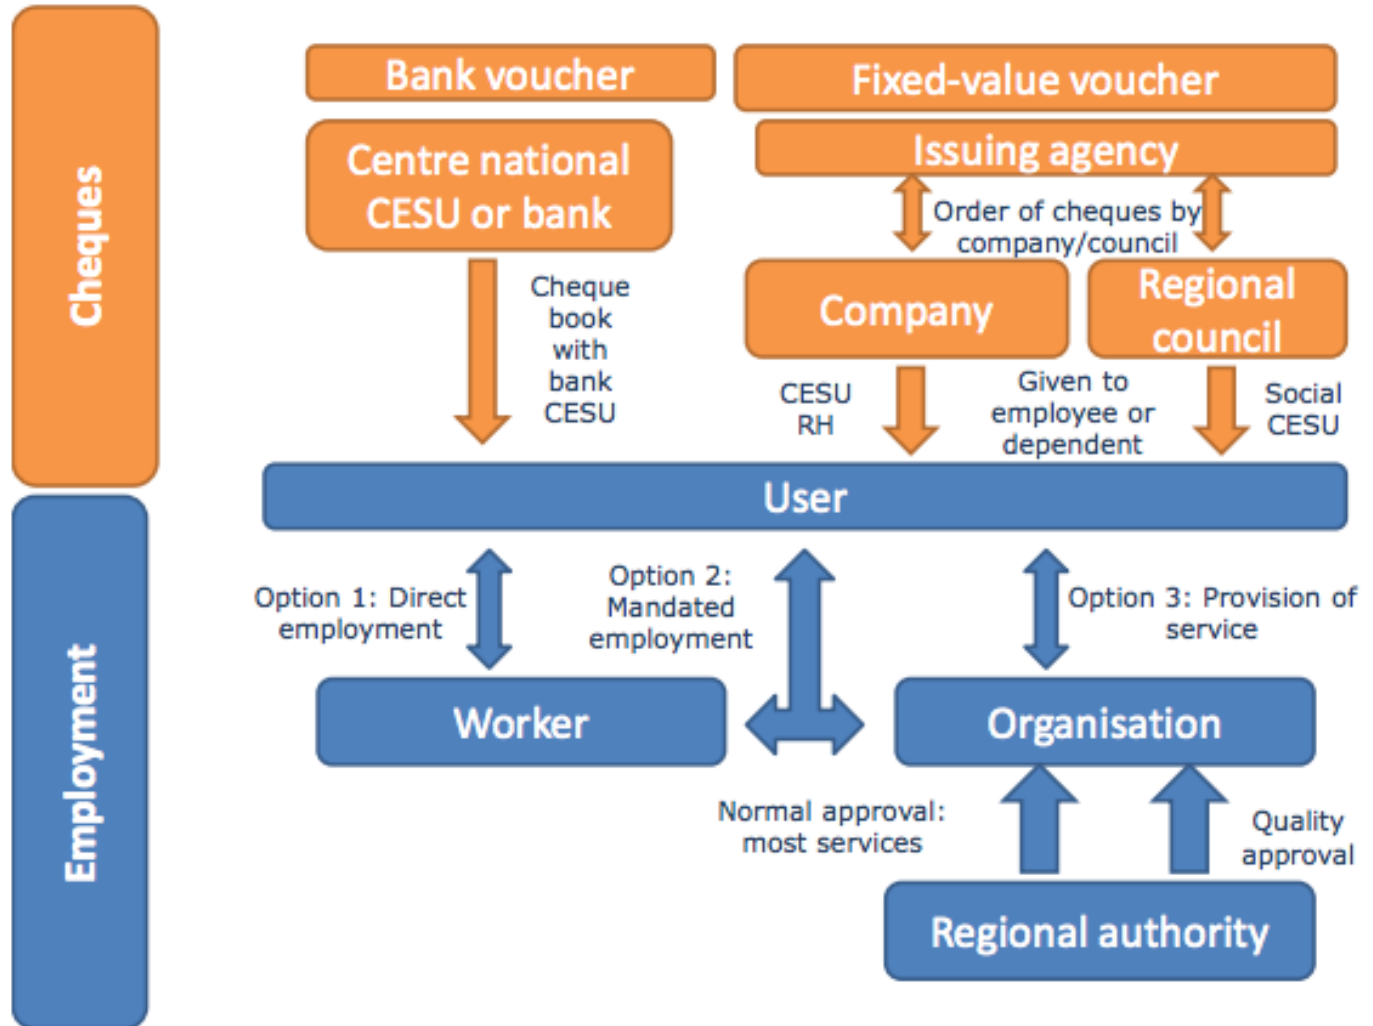 Cheques
Bank voucher
Fixed-value voucher
Centre national
CESU or bank
Issuing agency
Order of cheques by
company/council
Cheque
book
with
bank
CESU
Company
Regional
council
CESU
RH
Given to
employee or
dependent
Social
CESU
User
Employment
Option 1: Direct
employment
Option 2:
Mandated
employment
Option 3: Provision of
service
Worker
Organisation
Normal approval:
most services
Quality
approval
Regional authority